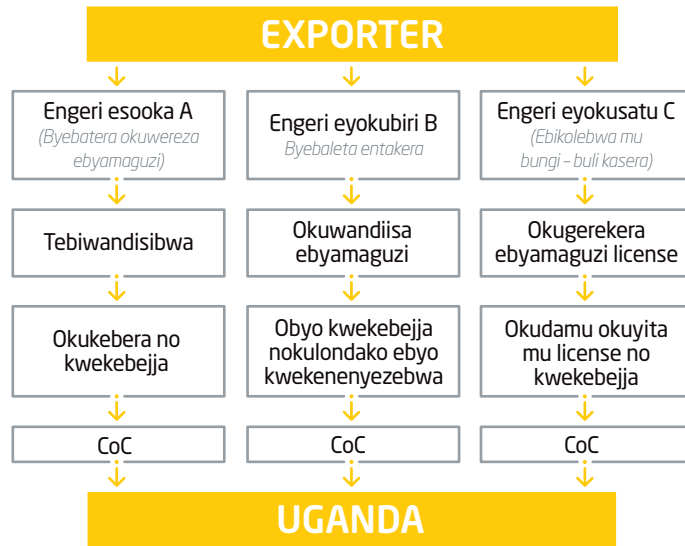 EXPORTER
Engeri esooka A
(Byebatera okuwereza
ebyamaguzi)
Tebiwandisibwa
Okukebera no
kwekebejja
CoC
Engeri eyokubiri B
Byebaleta entakera
Okuwandiisa
ebyamaguzi
Obyo kwekebejja
nokulondako ebyo
kwekenenyezebwa
CoC
Engeri eyokusatu C
(Ebikolebwa mu
bungi – buli kasera)
Okugerekera
ebyamaguzi license
Okudamu okuyita
mu license no
kwekebejja
CoC
UGANDA